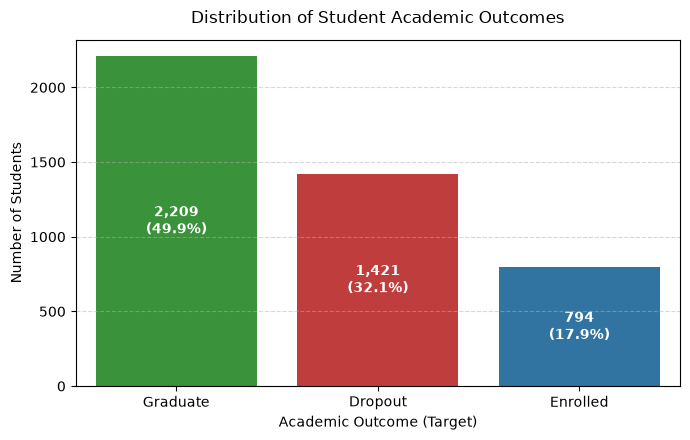 Distribution of Student Academic Outcomes
Number of Students
2000
1500
1000
500
0
2,209
(49.9%)
1,421
(32.1%)
794
(17.9%)
Graduate
Dropout
Enrolled
Academic Outcome (Target)